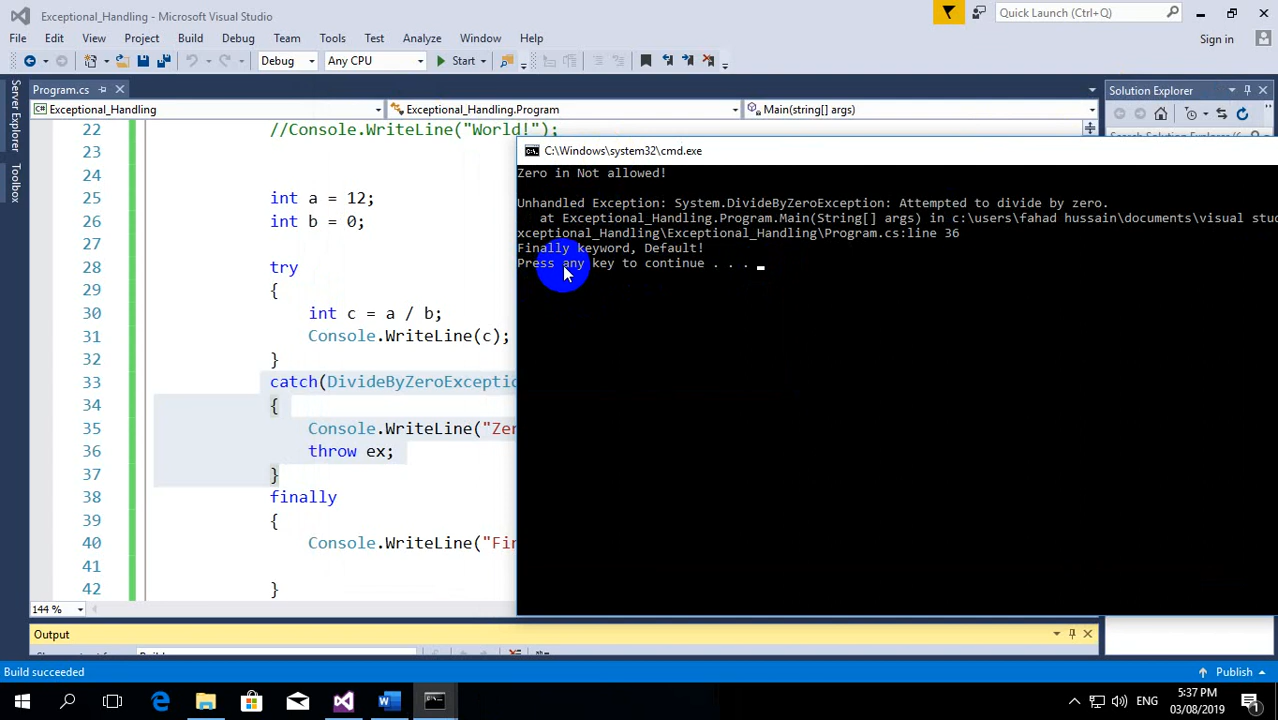 Exceptional_Handling - Microsoft Visual Studio
Quick Launch (Ctrl+Q)
File Edit View Project Build Debug Team Tools Test Analyze Window Help
Sign in
Debug Any CPU Start
Program.cs
Solution Explorer
Exceptional_Handling Exceptional_Handling.Program Main(string[] args)
Server Explorer
Toolbox
22 //Console.WriteLine("World!");
23
C:\Windows\system32\cmd.exe
Zero in Not allowed!
Unhandled Exception: System.DivideByZeroException: Attempted to divide by zero.
at Exceptional_Handling.Program.Main(String[] args) in c:\users\fahad hussain\documents\visual stud
xceptional_Handling\Exceptional_Handling\Program.cs:line 36
Finally keyword, Default!
Press any key to continue . . .
25 int a = 12;
26 int b = 0;
28 try
29 {
30 int c = a / b;
31 Console.WriteLine(c);
32 }
33 catch(DivideByZeroExceptio
34 {
35 Console.WriteLine("Zer
36 throw ex;
37 }
38 finally
39 {
40 Console.WriteLine("Fin
41
42 }
144 %
Output
Build succeeded
Publish
ENG
5:37 PM
03/08/2019